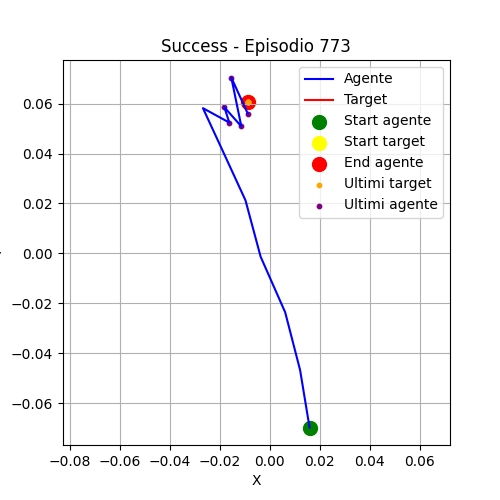 Success - Episodio 773
Agente
Target
Start agente
Start target
End agente
Ultimi target
Ultimi agente
0.06
0.04
0.02
0.00
−0.02
−0.04
−0.06
−0.08 −0.06 −0.04 −0.02 0.00 0.02 0.04 0.06
X